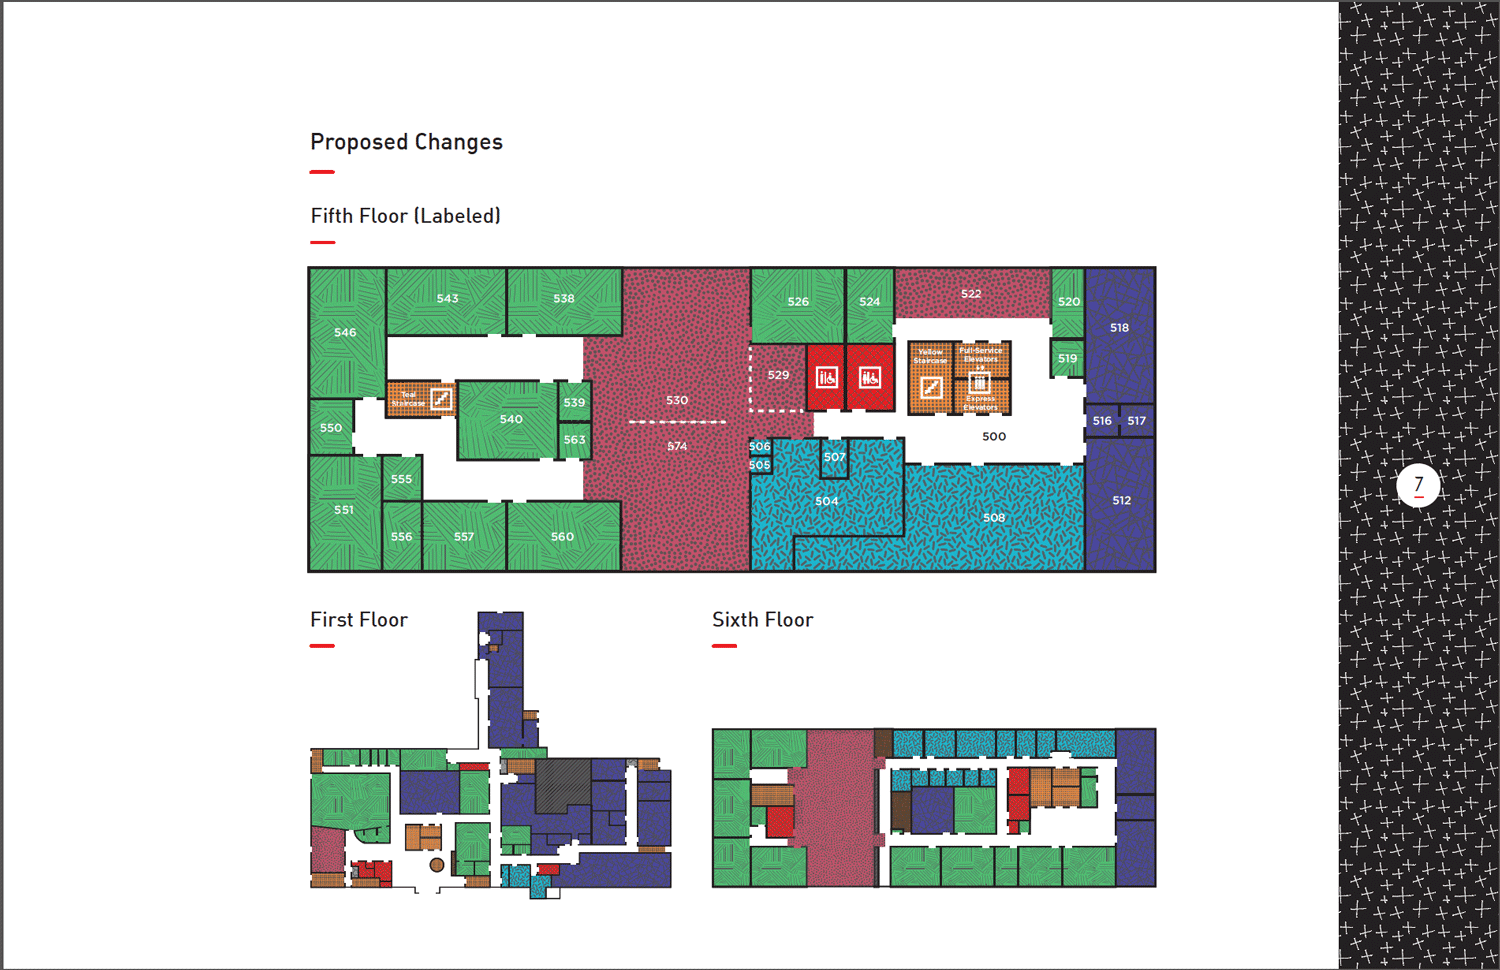 Proposed Changes
Fifth Floor (Labeled)
543
538
526
524
522
520
518
546
Yellow
Staircase
Full-Service
Elevators
519
529
Teal
Staircase
539
530
Express
Elevators
540
516
517
550
563
574
500
506
507
505
555
551
504
512
508
556
557
560
7
First Floor
Sixth Floor